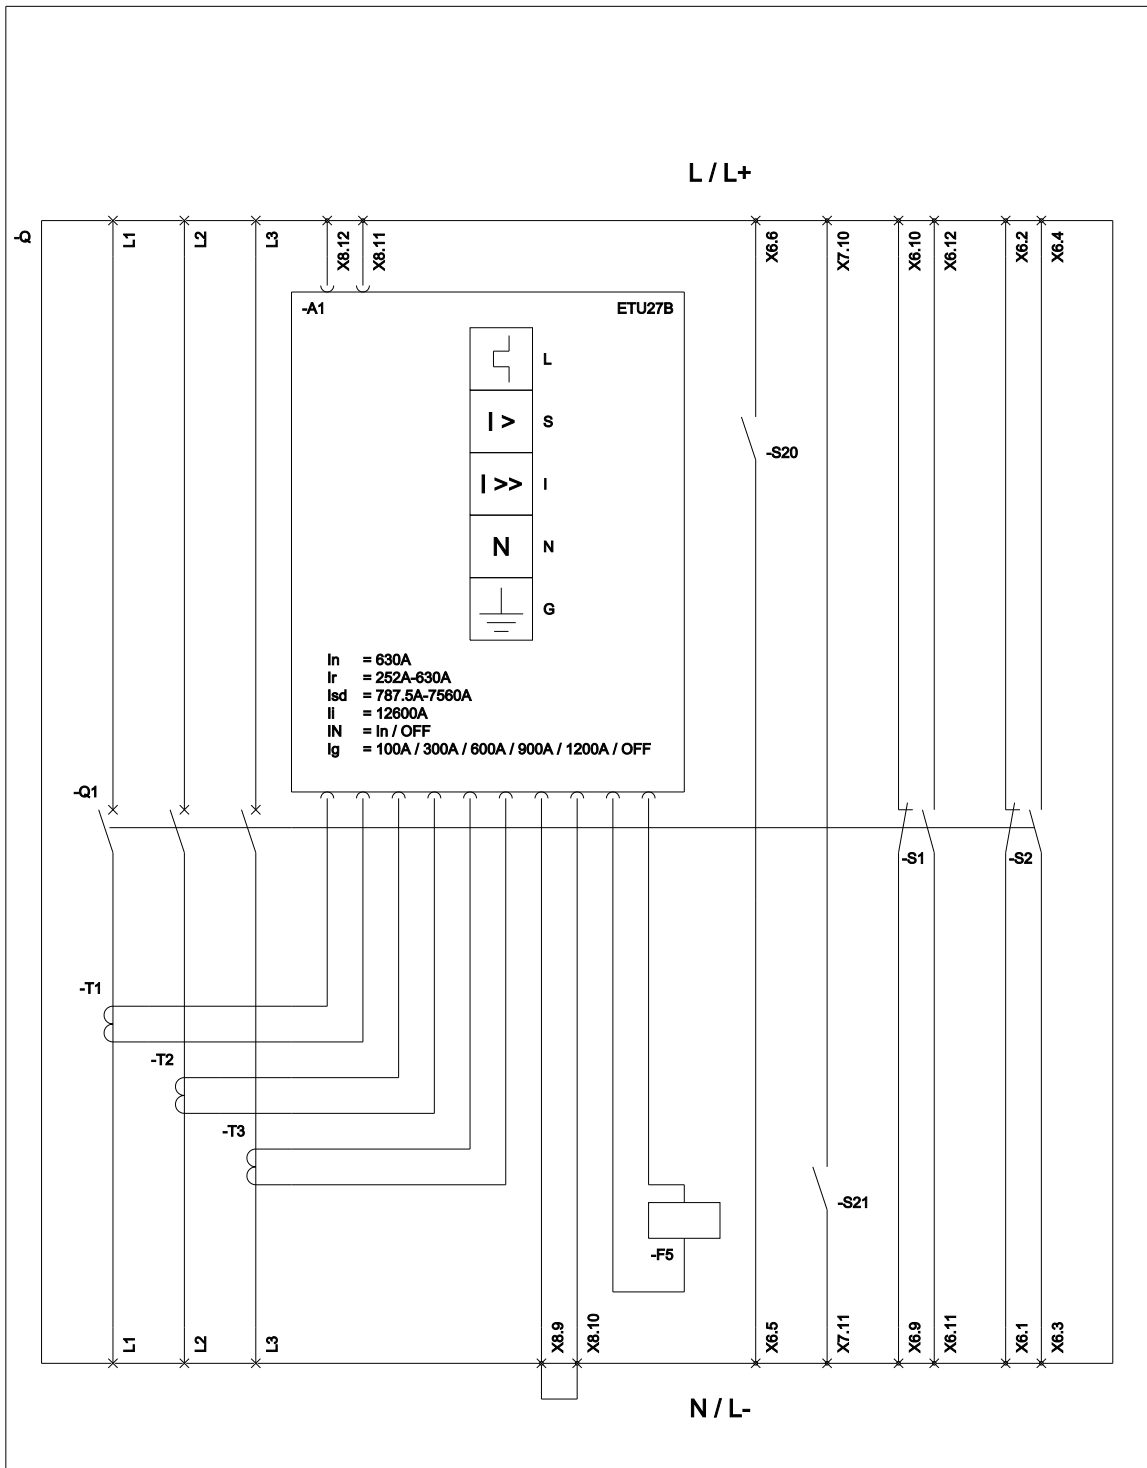 L / L+
-Q
L1
L2
L3
X8.12
X8.11
X6.6
X7.10
X6.10
X6.12
X6.2
X6.4
-A1
ETU27B
L
I >
S
I >>
I
N
N
G
-S20
In = 630A
Ir = 252A-630A
Isd = 787.5A-7560A
Ii = 12600A
IN = In / OFF
Ig = 100A / 300A / 600A / 900A / 1200A / OFF
-Q1
-S1
-S2
-T1
-T2
-T3
-S21
-F5
L1
L2
L3
X8.9
X8.10
X6.5
X7.11
X6.9
X6.11
X6.1
X6.3
N / L-